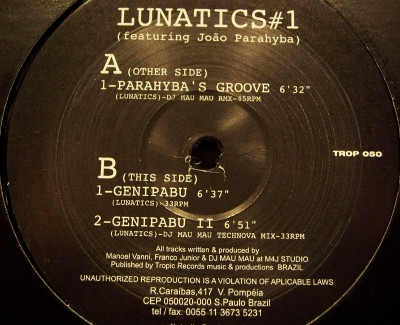 LUNATICS#1
(featuring João Parahyba)
A (OTHER SIDE)
1-PARAHYBA'S GROOVE 6'32"
(LUNATICS)-DJ MAU MAU RMX-45RPM
TROP 050
B (THIS SIDE)
1-GENIPABU 6'37"
(LUNATICS)-33RPM
2-GENIPABU II 6'51"
(LUNATICS)-DJ MAU MAU TECHNOVA MIX-33RPM
All tracks written & produced by
Manoel Vanni, Franco Junior & DJ MAU MAU at M4J STUDIO
Published by Tropic Records music & productions BRAZIL
UNAUTHORIZED REPRODUCTION IS A VIOLATION OF APLICABLE LAWS
R.Caraíbas,417 V. Pompéia
CEP 050020-000 S.Paulo Brazil
tel / fax: 0055 11 3673 5231